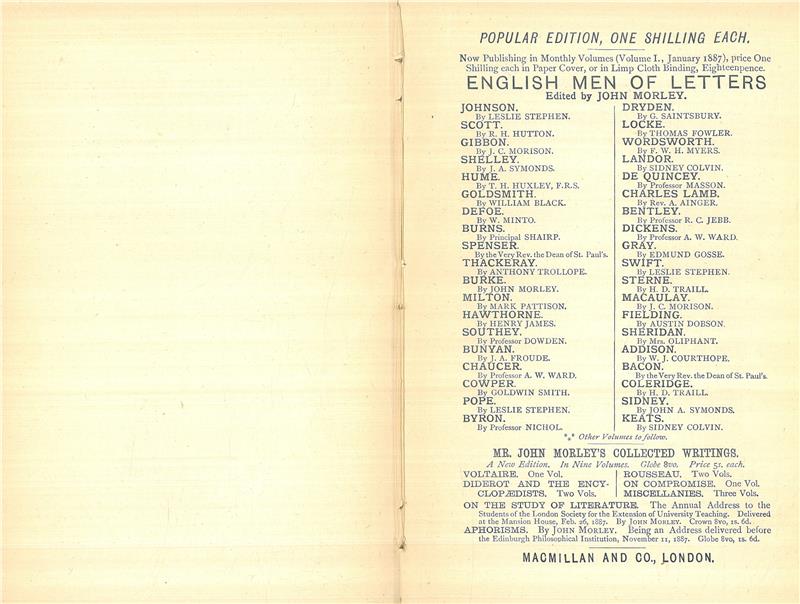 POPULAR EDITION, ONE SHILLING EACH.
Now Publishing in Monthly Volumes (Volume I., January 1887), price One
Shilling each in Paper Cover, or in Limp Cloth Binding, Eighteenpence.
ENGLISH MEN OF LETTERS
Edited by JOHN MORLEY.
JOHNSON.
By LESLIE STEPHEN.
SCOTT.
By R. H. HUTTON.
GIBBON.
By J. C. MORISON.
SHELLEY.
By J. A. SYMONDS.
HUME.
By T. H. HUXLEY, F.R.S.
GOLDSMITH.
By WILLIAM BLACK.
DEFOE.
By W. MINTO.
BURNS.
By Principal SHAIRP.
SPENSER.
By the Very Rev. the Dean of St. Paul's.
THACKERAY.
By ANTHONY TROLLOPE.
BURKE.
By JOHN MORLEY.
MILTON.
By MARK PATTISON.
HAWTHORNE.
By HENRY JAMES.
SOUTHEY.
By Professor DOWDEN.
BUNYAN.
By J. A. FROUDE.
CHAUCER.
By Professor A. W. WARD.
COWPER.
By GOLDWIN SMITH.
POPE.
By LESLIE STEPHEN.
BYRON.
By Professor NICHOL.
DRYDEN.
By G. SAINTSBURY.
LOCKE.
By THOMAS FOWLER.
WORDSWORTH.
By F. W. H. MYERS.
LANDOR.
By SIDNEY COLVIN.
DE QUINCEY.
By Professor MASSON.
CHARLES LAMB.
By Rev. A. AINGER.
BENTLEY.
By Professor R. C. JEBB.
DICKENS.
By Professor A. W. WARD.
GRAY.
By EDMUND GOSSE.
SWIFT.
By LESLIE STEPHEN.
STERNE.
By H. D. TRAILL.
MACAULAY.
By J. C. MORISON.
FIELDING.
By AUSTIN DOBSON.
SHERIDAN.
By Mrs. OLIPHANT.
ADDISON.
By W. J. COURTHOPE.
BACON.
By the Very Rev. the Dean of St. Paul's.
COLERIDGE.
By H. D. TRAILL.
SIDNEY.
By JOHN A. SYMONDS.
KEATS.
By SIDNEY COLVIN.
*** Other Volumes to follow.
MR. JOHN MORLEY'S COLLECTED WRITINGS.
A New Edition. In Nine Volumes. Globe 8vo. Price 5s. each.
VOLTAIRE. One Vol.
DIDEROT AND THE ENCY-
CLOPÆDISTS. Two Vols.
ROUSSEAU. Two Vols.
ON COMPROMISE. One Vol.
MISCELLANIES. Three Vols.
ON THE STUDY OF LITERATURE. The Annual Address to the
Students of the London Society for the Extension of University Teaching. Delivered
at the Mansion House, Feb. 26, 1887. By JOHN MORLEY. Crown 8vo, 1s. 6d.
APHORISMS. By JOHN MORLEY. Being an Address delivered before
the Edinburgh Philosophical Institution, November 11, 1887. Globe 8vo, 1s. 6d.
MACMILLAN AND CO., LONDON.